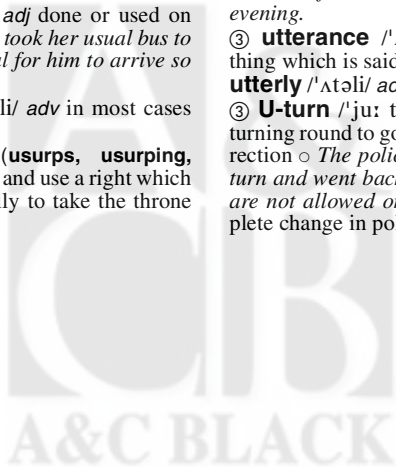 adj done or used on
took her usual bus to
l for him to arrive so
li/ adv in most cases
(usurps, usurping,
and use a right which
ly to take the throne
evening.
③ utterance /ˈ
thing which is said
utterly /ˈʌtəli/ ad
③ U-turn /ˈjuː t
turning round to go
rection ○ The polic
turn and went back
are not allowed o
plete change in pol
A&C BLACK